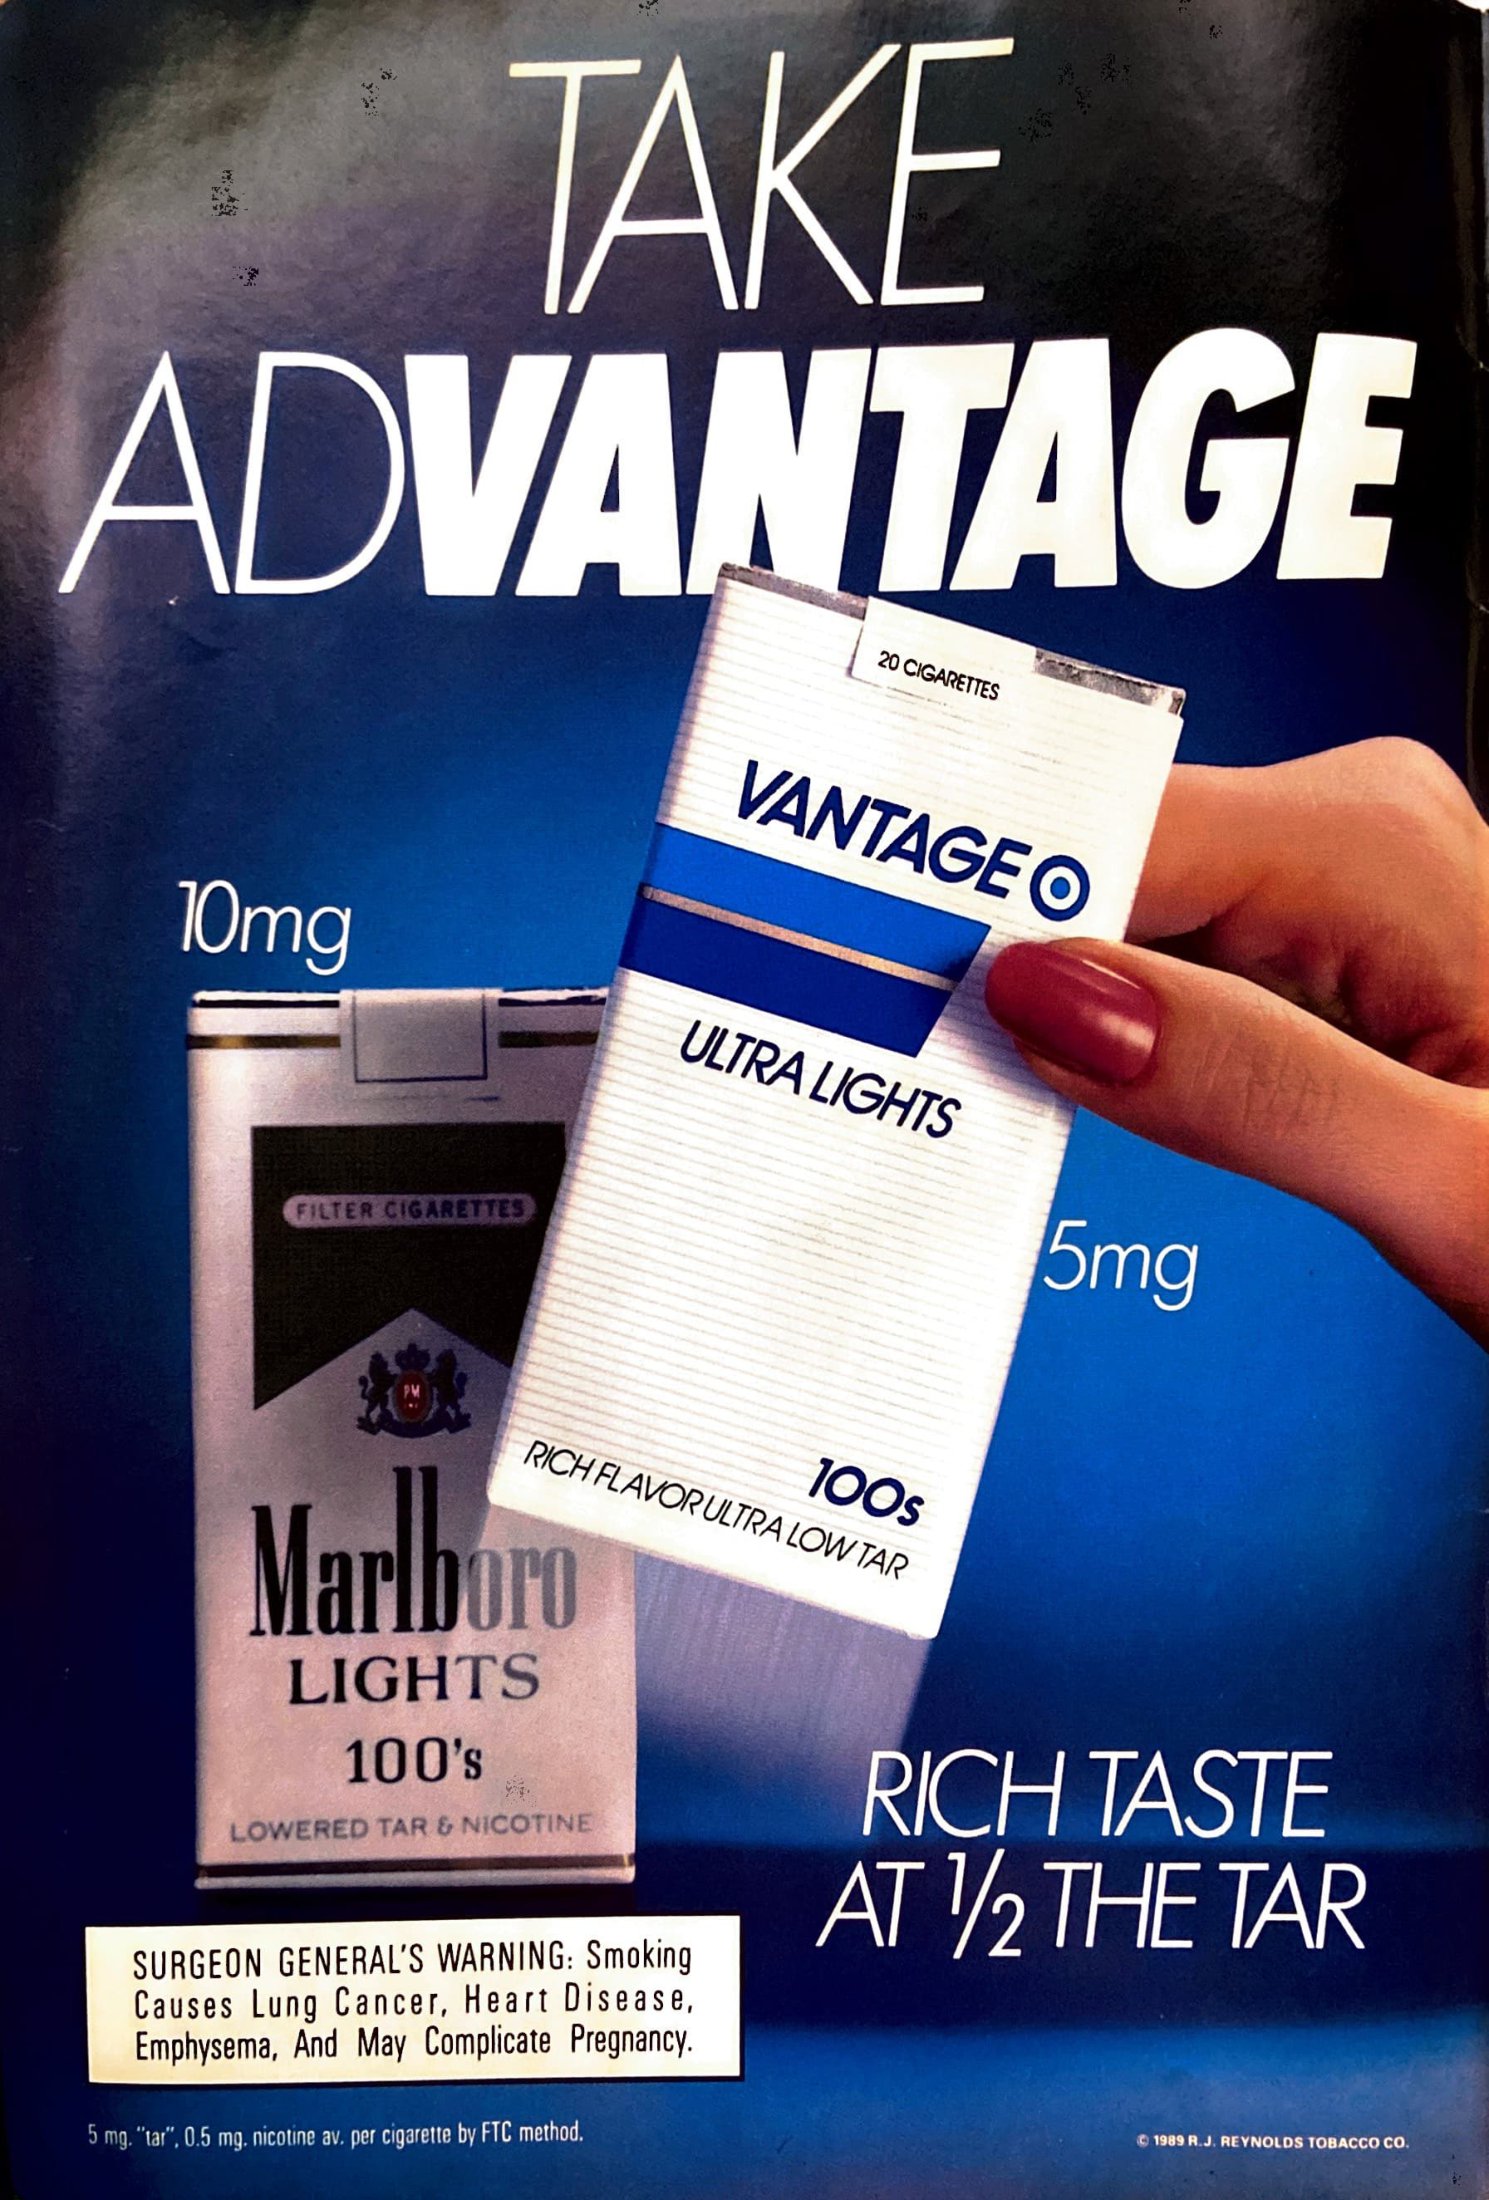 TAKE
ADVANTAGE
20 CIGARETTES
VANTAGE
ULTRA LIGHTS
100s
RICH FLAVOR ULTRA LOW TAR
10mg
5mg
FILTER CIGARETTES
PM
Marlboro
LIGHTS
100's
LOWERED TAR & NICOTINE
RICH TASTE
AT 1/2 THE TAR
SURGEON GENERAL'S WARNING: Smoking
Causes Lung Cancer, Heart Disease,
Emphysema, And May Complicate Pregnancy.
5 mg. "tar", 0.5 mg. nicotine av. per cigarette by FTC method.
© 1989 R.J. REYNOLDS TOBACCO CO.